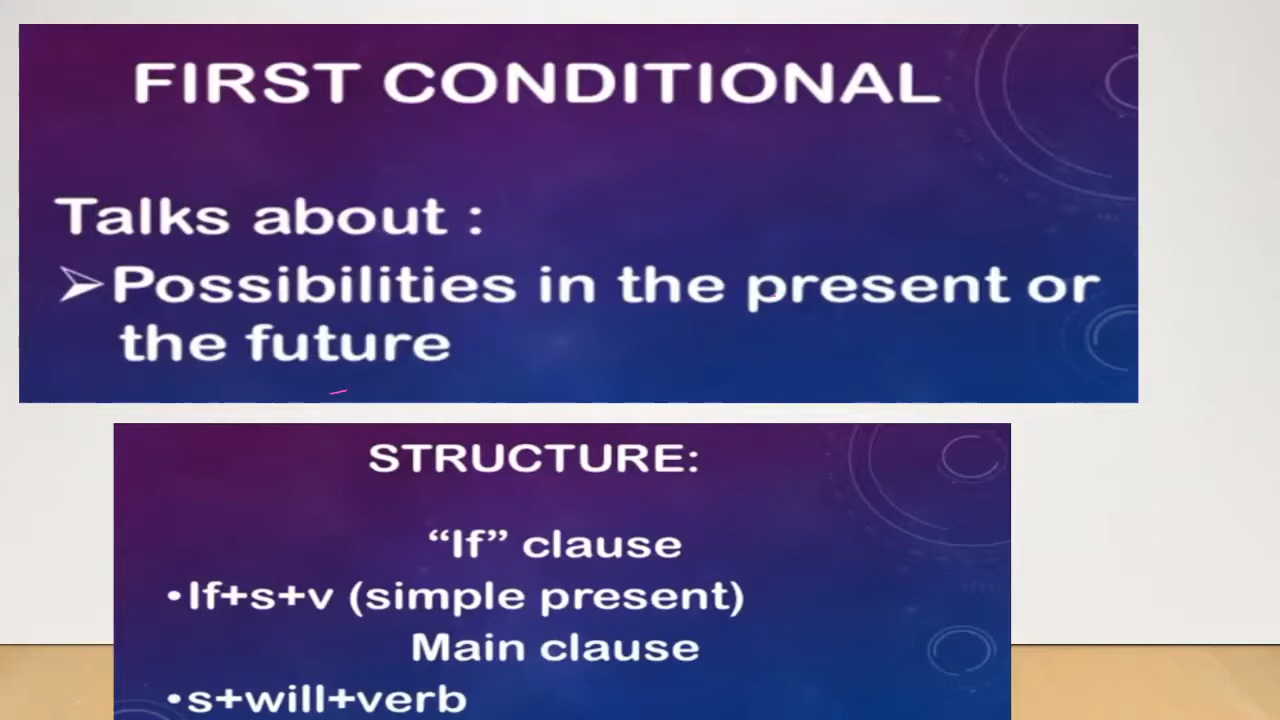 FIRST CONDITIONAL
Talks about :
➢Possibilities in the present or
the future
STRUCTURE:
“If” clause
•If+s+v (simple present)
Main clause
•s+will+verb